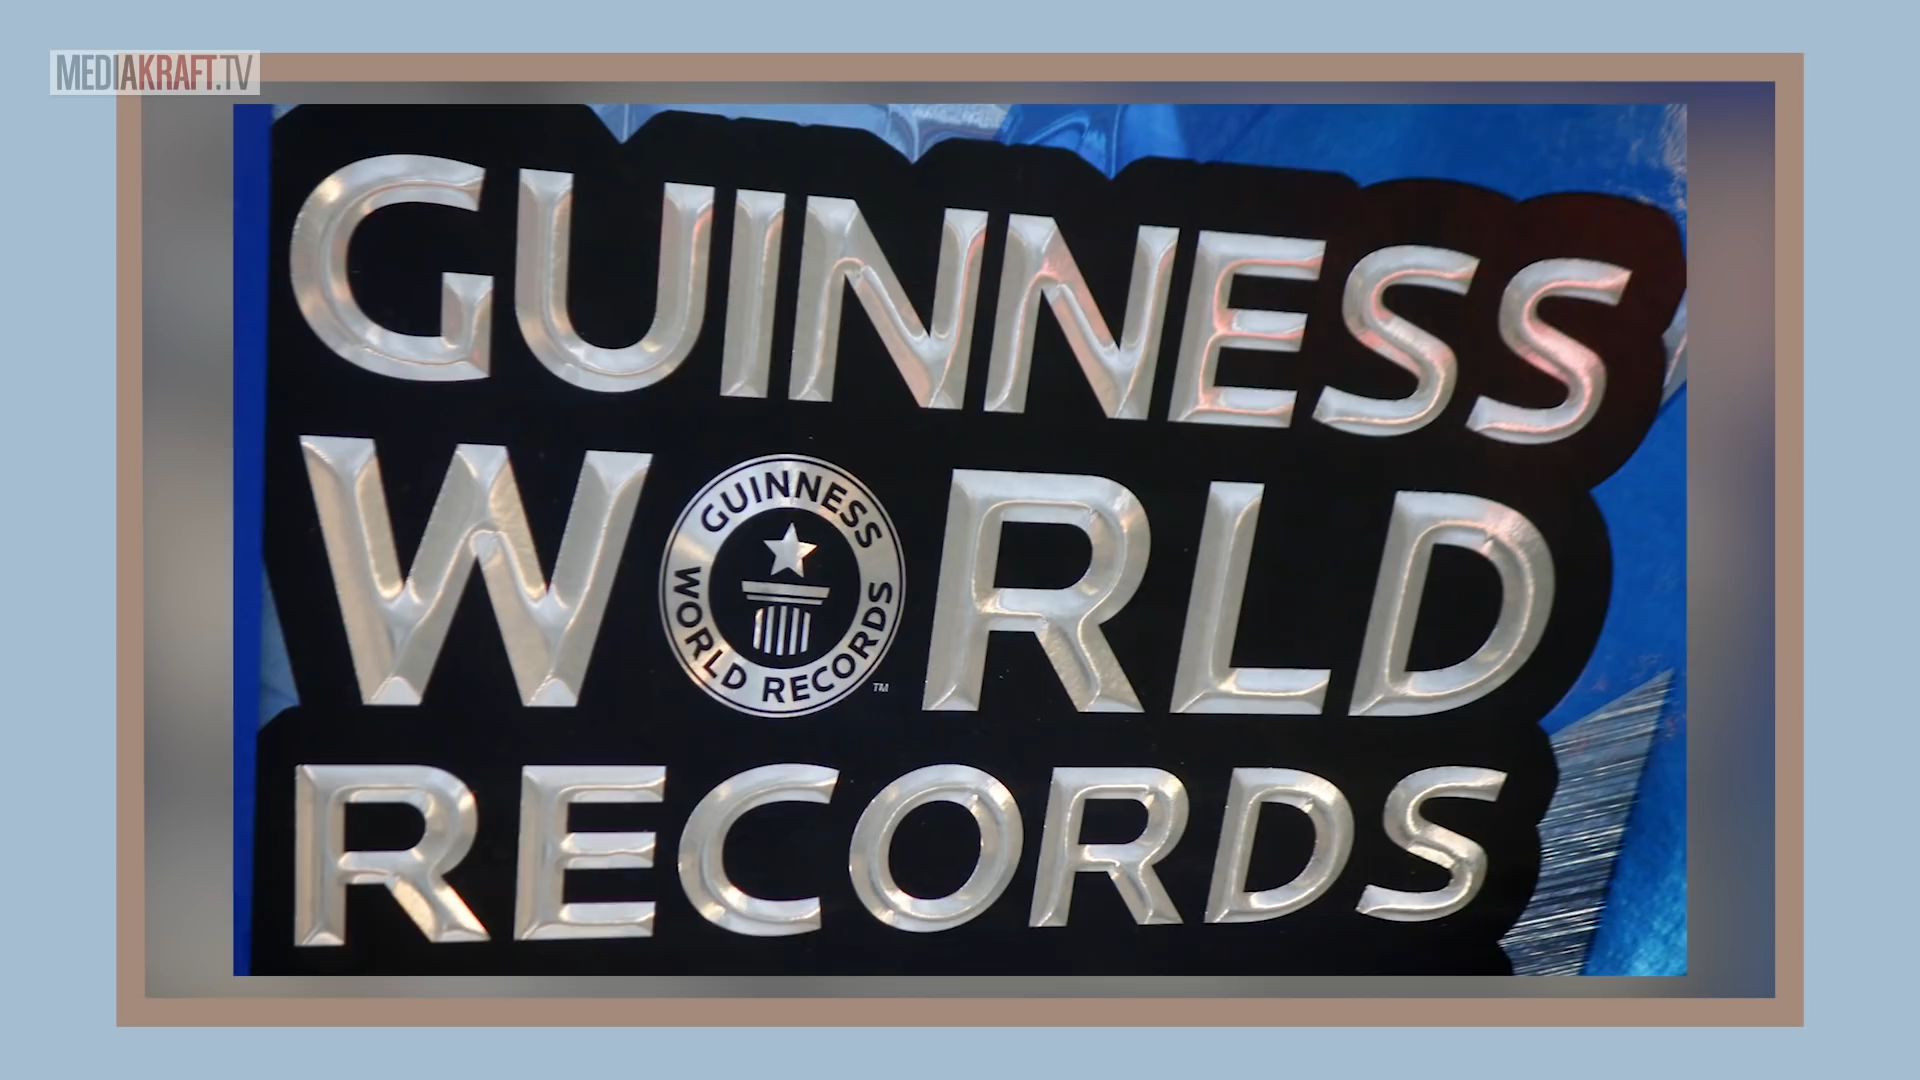 MEDIAKRAFT.TV
GUINNESS
WORLD
GUINNESS
WORLD RECORDS
TM
RECORDS